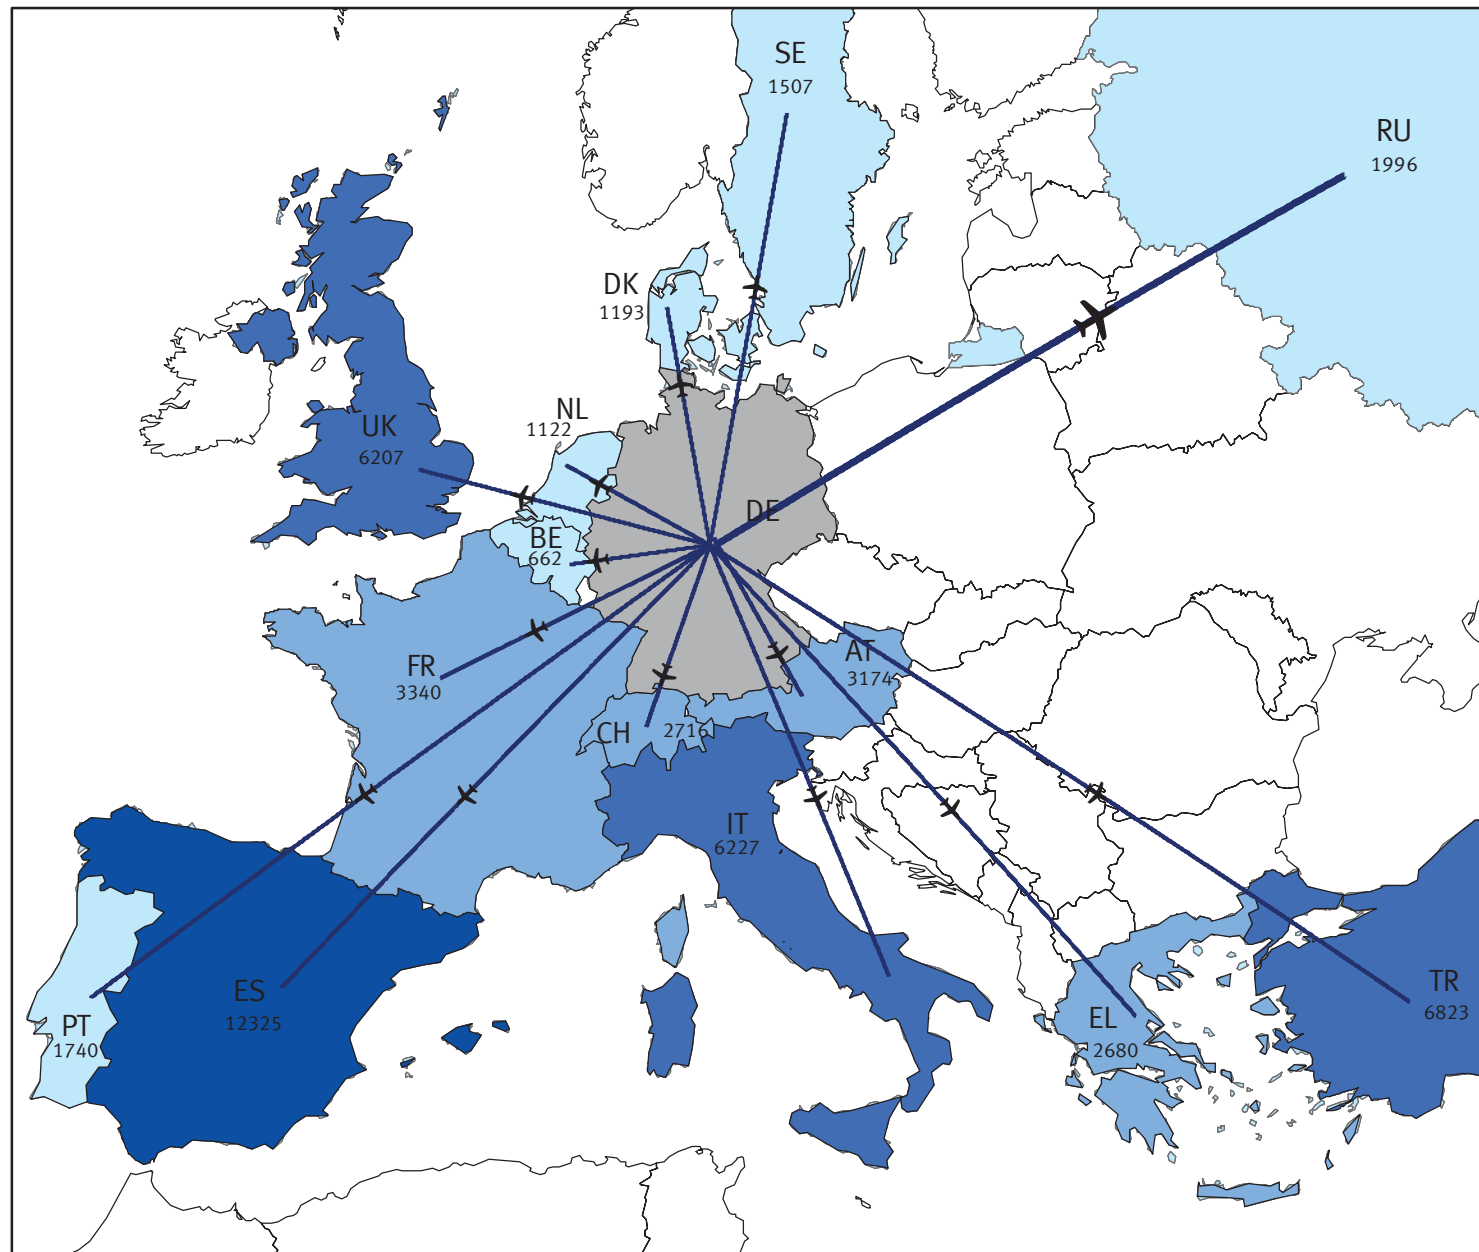 SE
1507
RU
1996
DK
1193
NL
1122
UK
6207
DE
BE
662
FR
3340
AT
3174
CH
2716
IT
6227
ES
12325
PT
1740
EL
2680
TR
6823